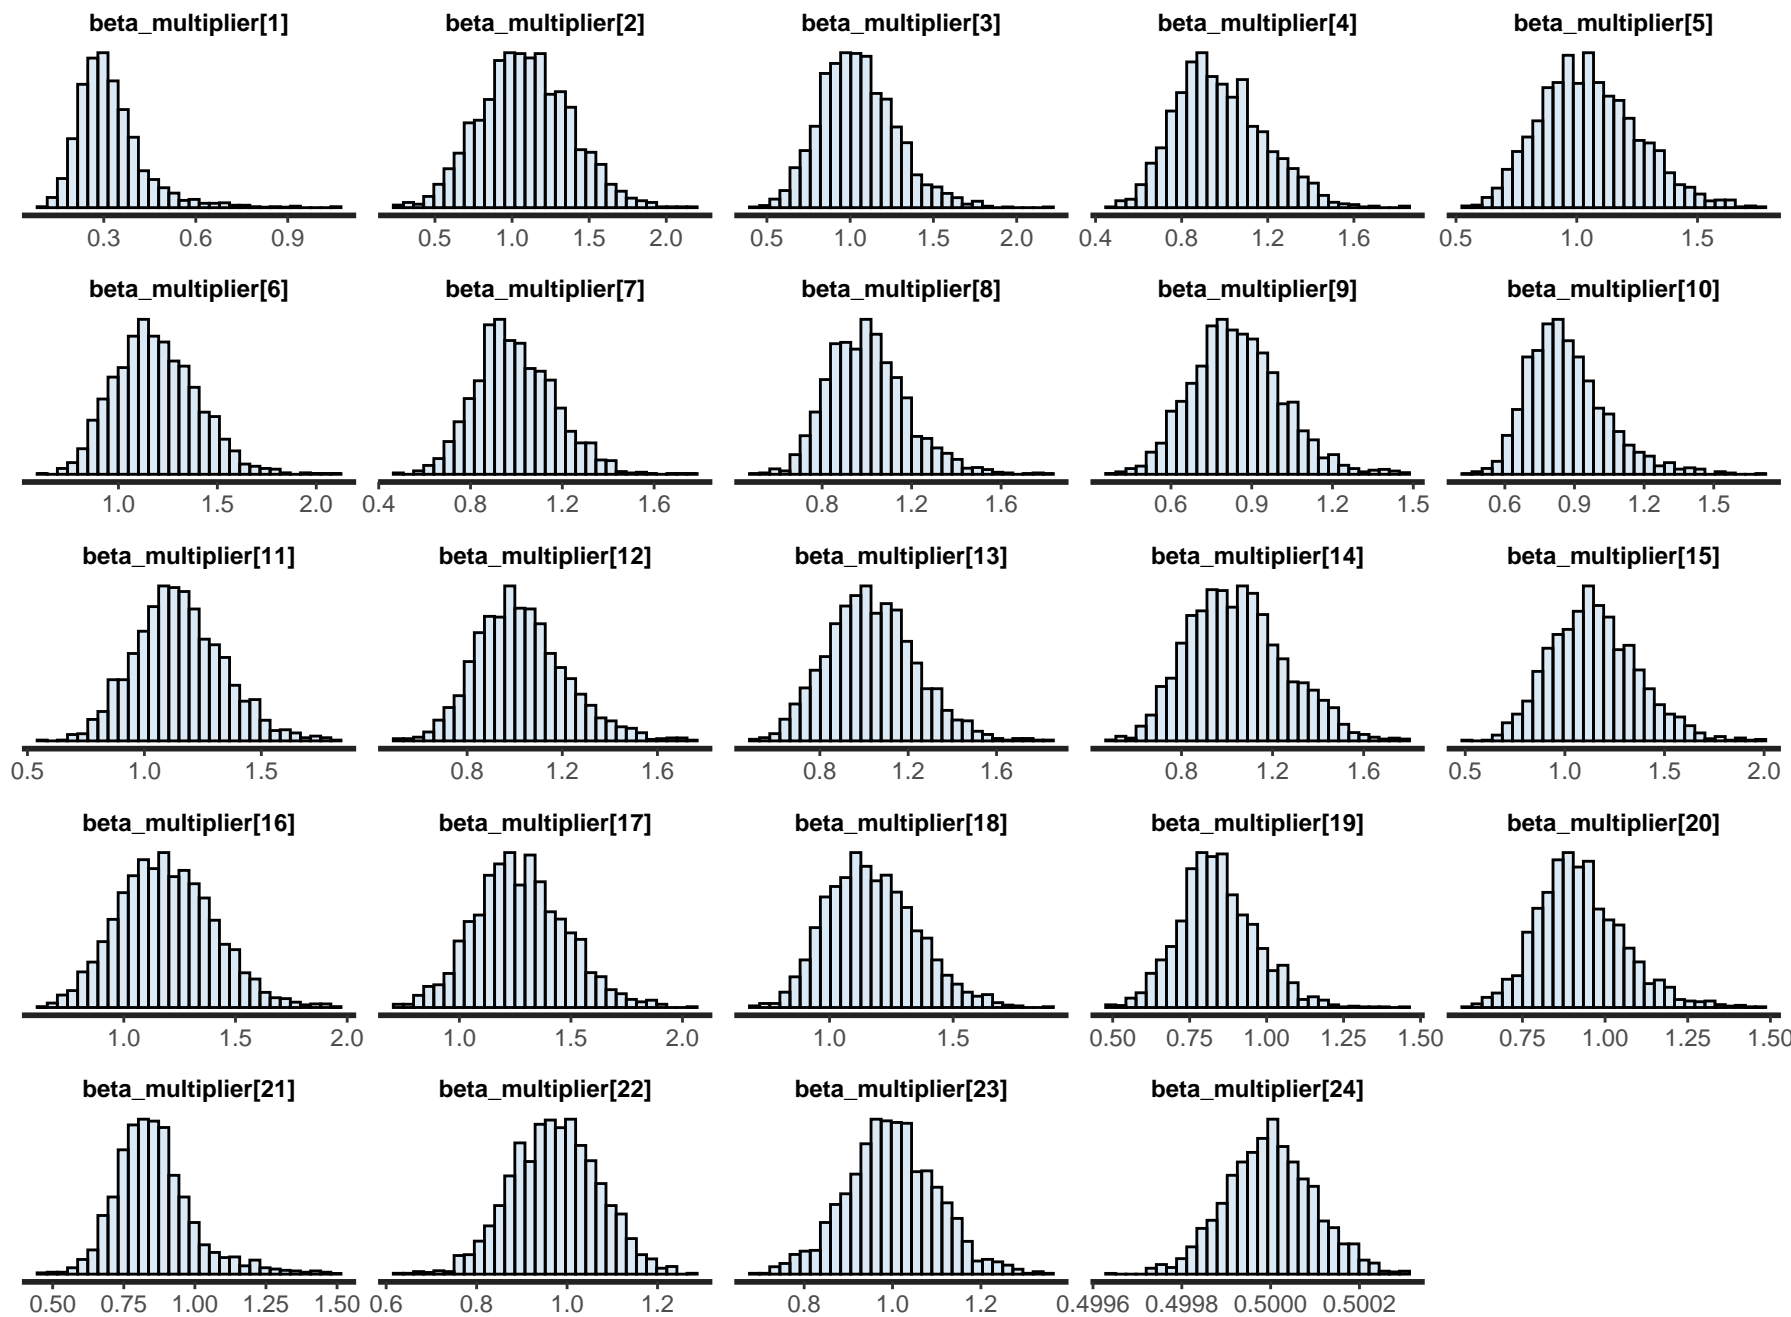 beta_multiplier[1] beta_multiplier[2] beta_multiplier[3] beta_multiplier[4] beta_multiplier[5]
0.3 0.6 0.9 0.5 1.0 1.5 2.0 0.5 1.0 1.5 2.0 0.4 0.8 1.2 1.6 0.5 1.0 1.5
beta_multiplier[6] beta_multiplier[7] beta_multiplier[8] beta_multiplier[9] beta_multiplier[10]
1.0 1.5 2.0 0.4 0.8 1.2 1.6 0.8 1.2 1.6 0.6 0.9 1.2 1.5 0.6 0.9 1.2 1.5
beta_multiplier[11] beta_multiplier[12] beta_multiplier[13] beta_multiplier[14] beta_multiplier[15]
0.5 1.0 1.5 0.8 1.2 1.6 0.8 1.2 1.6 0.8 1.2 1.6 0.5 1.0 1.5 2.0
beta_multiplier[16] beta_multiplier[17] beta_multiplier[18] beta_multiplier[19] beta_multiplier[20]
1.0 1.5 2.0 1.0 1.5 2.0 1.0 1.5 0.50 0.75 1.00 1.25 1.50 0.75 1.00 1.25 1.50
beta_multiplier[21] beta_multiplier[22] beta_multiplier[23] beta_multiplier[24]
0.50 0.75 1.00 1.25 1.50 0.6 0.8 1.0 1.2 0.8 1.0 1.2 0.4996 0.4998 0.5000 0.5002